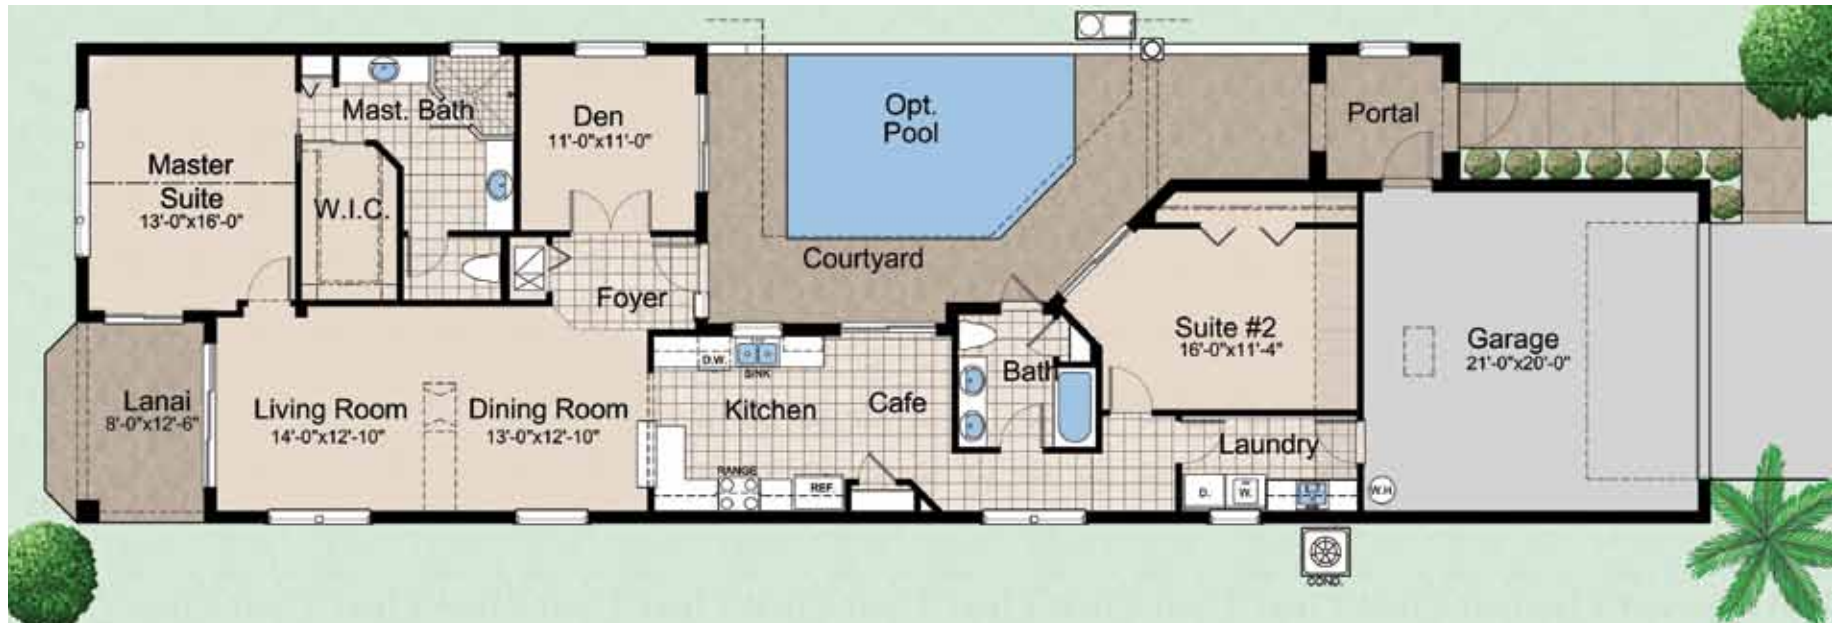 Master
Suite
13'-0"x16'-0"
Mast. Bath
W.I.C.
Den
11'-0"x11'-0"
Foyer
Opt.
Pool
Courtyard
Portal
Lanai
8'-0"x12'-6"
Living Room
14'-0"x12'-10"
Dining Room
13'-0"x12'-10"
D.W.
SINK
Kitchen
Cafe
RANGE
REF
Bath
Suite #2
16'-0"x11'-4"
Laundry
D.
W.
W.H.
Garage
21'-0"x20'-0"
COND.